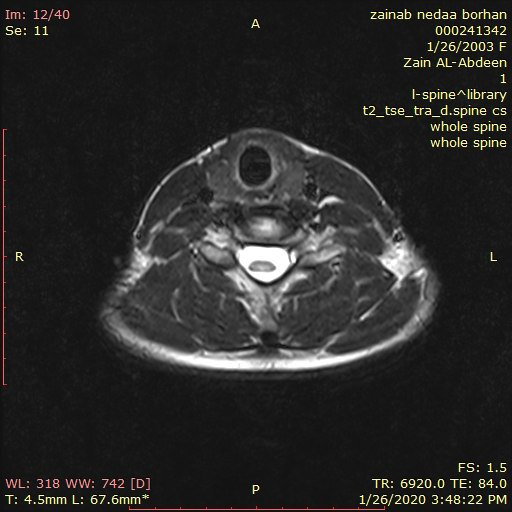 Im: 12/40
Se: 11
A
zainab nedaa borhan
000241342
1/26/2003 F
Zain AL-Abdeen
1
l-spine^library
t2_tse_tra_d.spine cs
whole spine
whole spine
R
L
WL: 318 WW: 742 [D]
T: 4.5mm L: 67.6mm*
P
FS: 1.5
TR: 6920.0 TE: 84.0
1/26/2020 3:48:22 PM